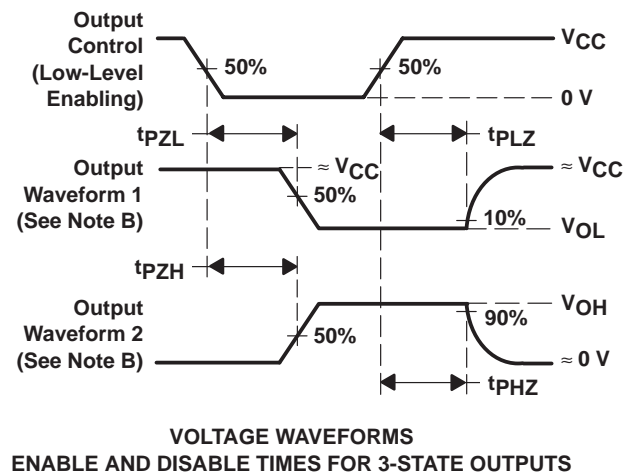 Output
Control
(Low-Level
Enabling)
50%
50%
VCC
0 V
tPZL
tPLZ
Output
Waveform 1
(See Note B)
≈ VCC
50%
≈ VCC
10%
VOL
tPZH
Output
Waveform 2
(See Note B)
50%
VOH
90%
≈ 0 V
tPHZ
VOLTAGE WAVEFORMS
ENABLE AND DISABLE TIMES FOR 3-STATE OUTPUTS